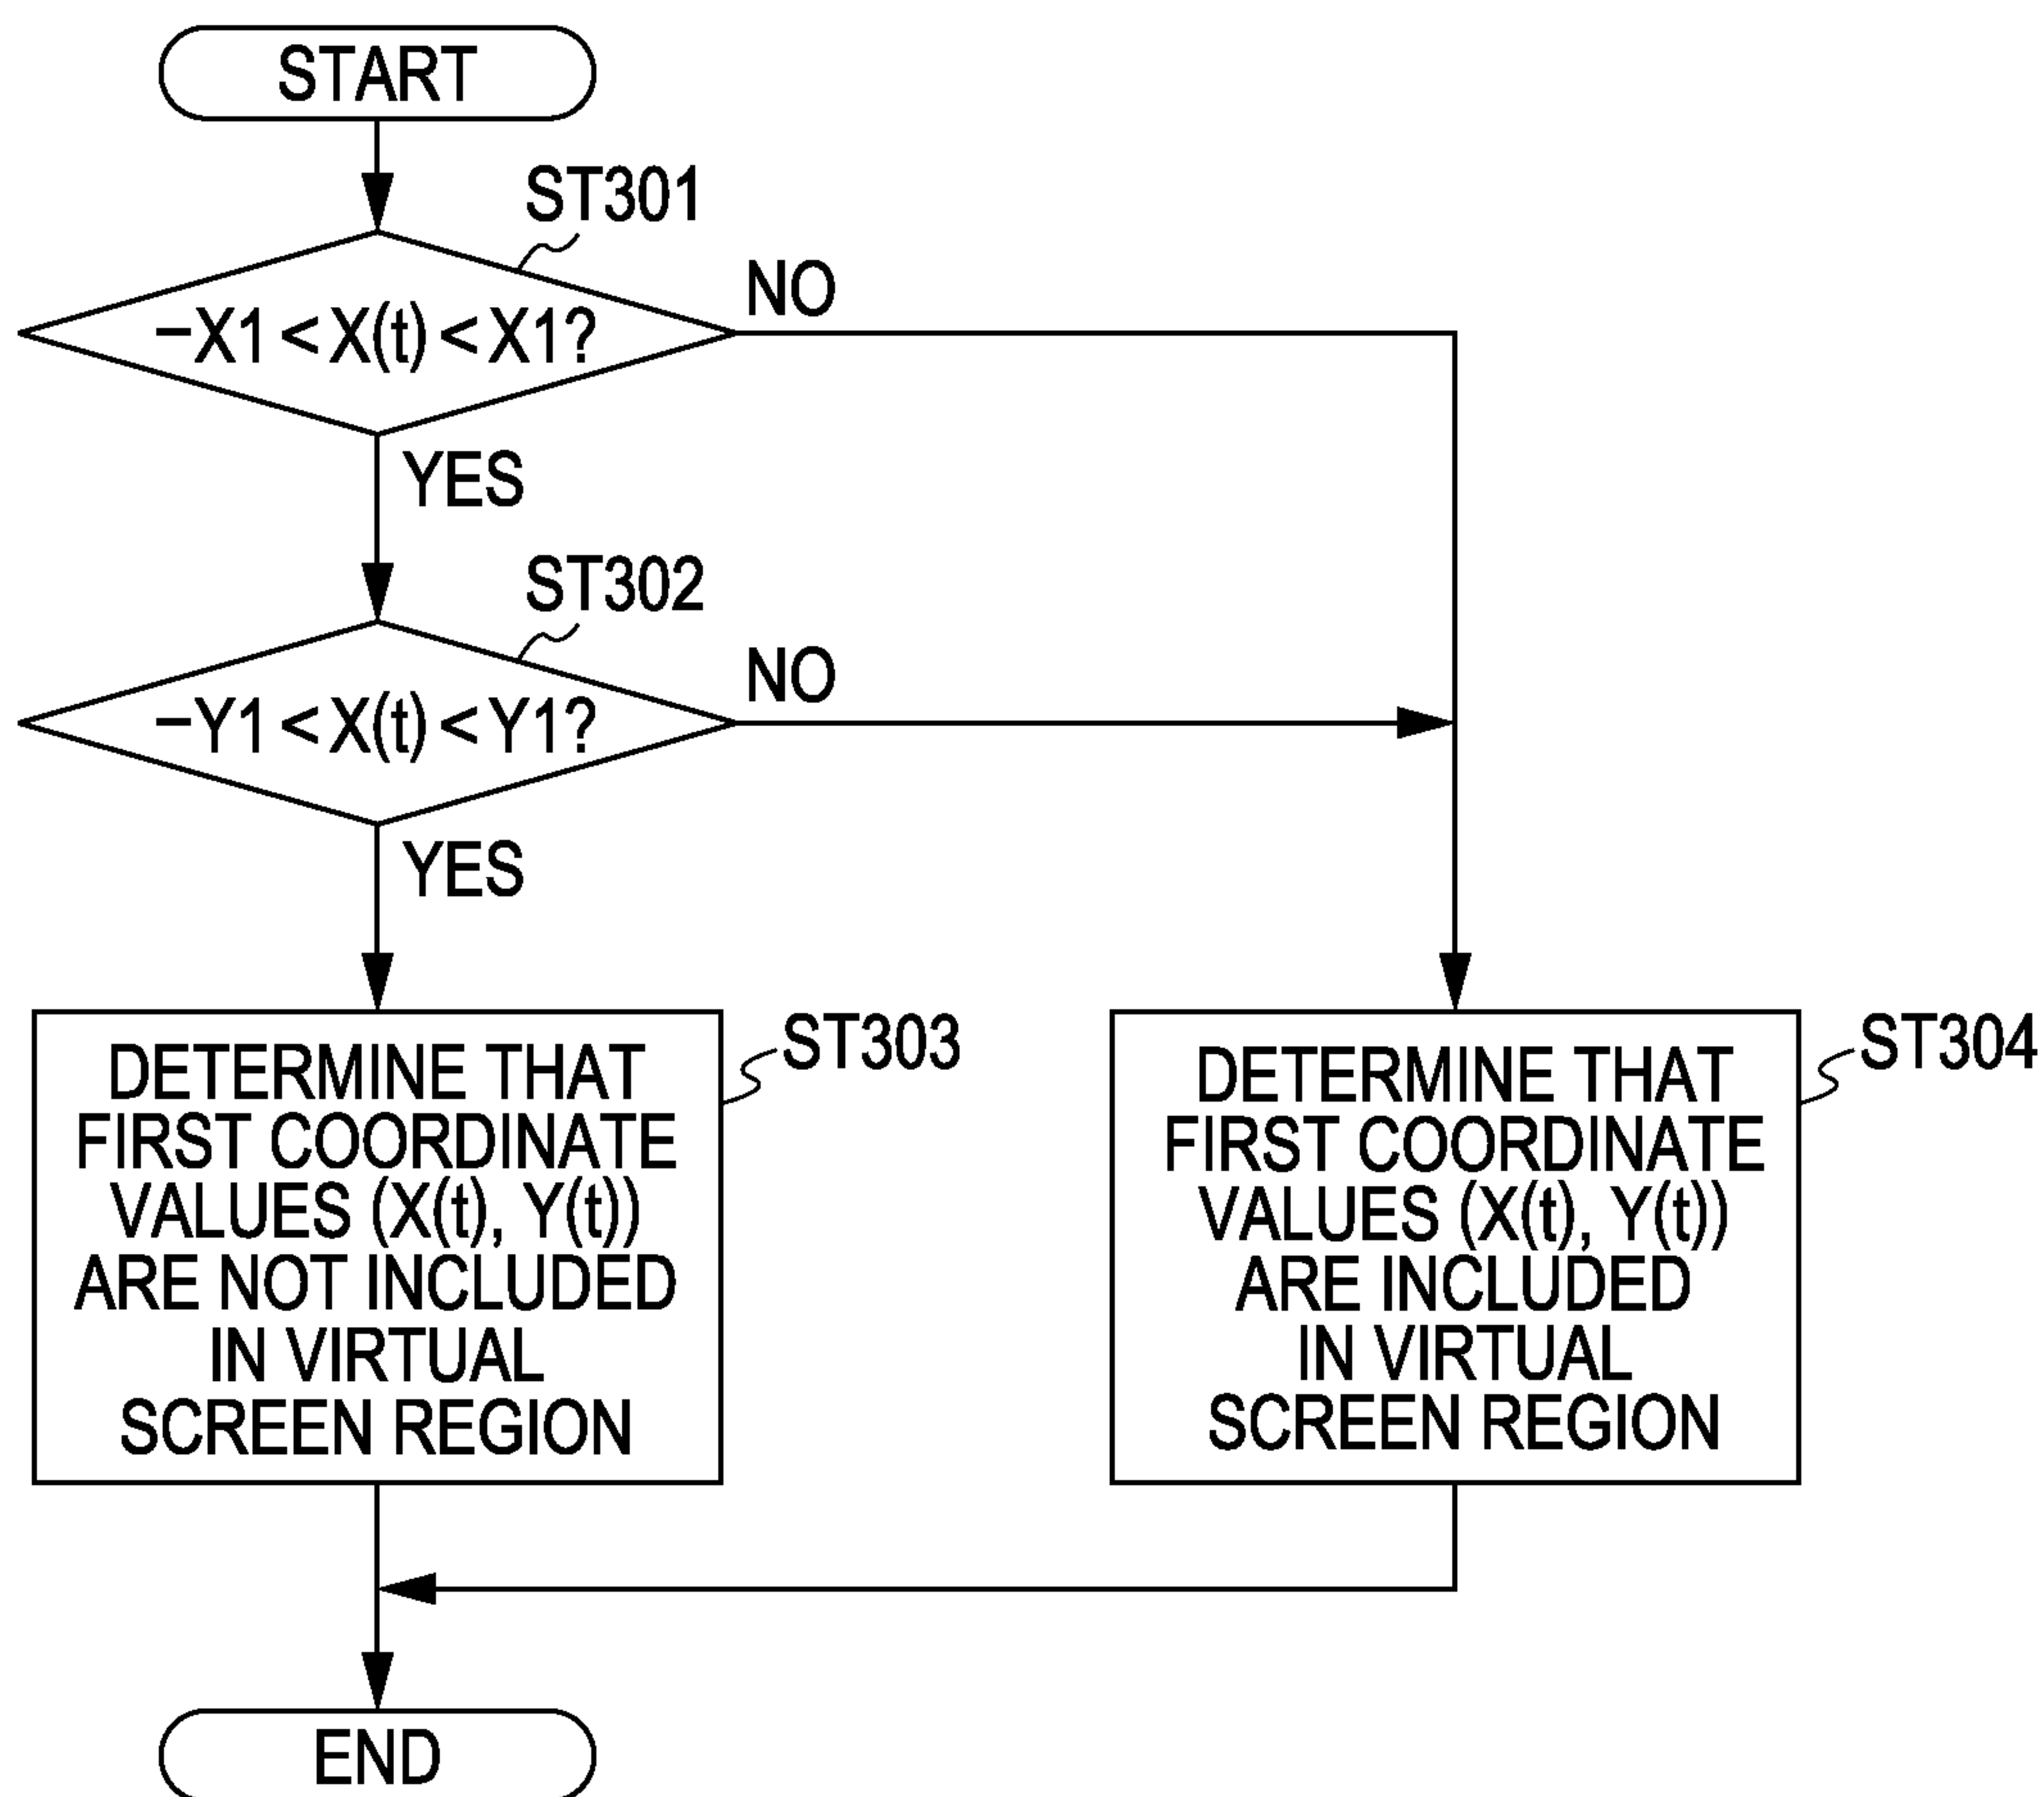 START
ST301
−X1 < X(t) < X1?
NO
YES
ST302
−Y1 < X(t) < Y1?
NO
YES
ST303
DETERMINE THAT
FIRST COORDINATE
VALUES (X(t), Y(t))
ARE NOT INCLUDED
IN VIRTUAL
SCREEN REGION
ST304
DETERMINE THAT
FIRST COORDINATE
VALUES (X(t), Y(t))
ARE INCLUDED
IN VIRTUAL
SCREEN REGION
END